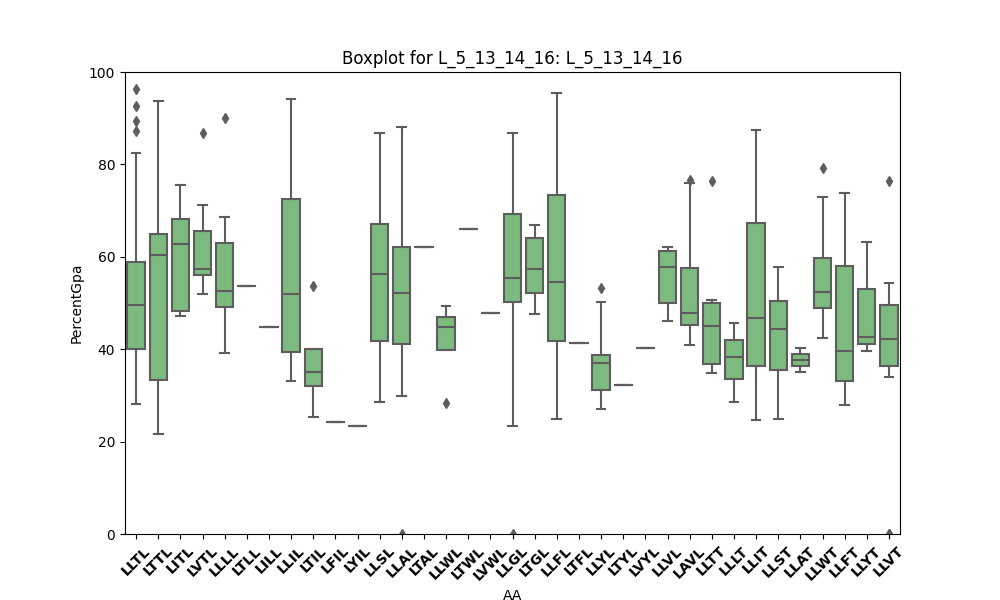 Boxplot for L_5_13_14_16: L_5_13_14_16
100
80
60
40
20
0
PercentGpa
LLTL LTTL LITL LVTL LLLL LTLL LILL LLIL LTIL LFIL LYIL LLSL LLAL LTAL LLWL LTWL LVWL LLGL LTGL LLFL LTFL LLYL LTYL LVYL LLVL LAVL LLTT LLLT LLIT LLST LLAT LLWT LLFT LLYT LLVT
AA